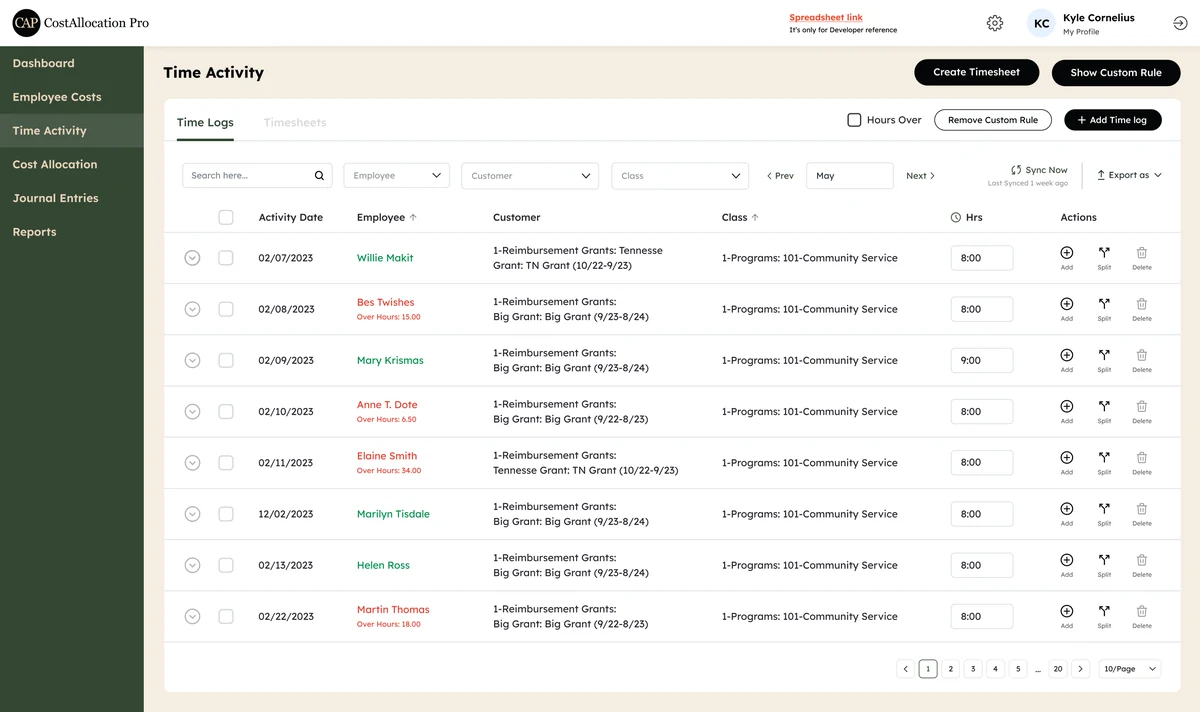 CAP CostAllocation Pro
Spreadsheet link
It's only for Developer reference
KC
Kyle Cornelius
My Profile
Dashboard
Employee Costs
Time Activity
Cost Allocation
Journal Entries
Reports
Time Activity
Create Timesheet
Show Custom Rule
Time Logs
Timesheets
Hours Over
Remove Custom Rule
+ Add Time log
Search here...
Employee
Customer
Class
< Prev
May
Next >
Sync Now
Last Synced 1 week ago
Export as
Activity Date Employee ↑ Customer Class ↑ Hrs Actions
02/07/2023 Willie Makit
1-Reimbursement Grants: Tennesse
Grant: TN Grant (10/22-9/23)
1-Programs: 101-Community Service 8:00
Add Split Delete
02/08/2023 Bes Twishes
Over Hours: 15.00
1-Reimbursement Grants:
Big Grant: Big Grant (9/23-8/24)
1-Programs: 101-Community Service 8:00
Add Split Delete
02/09/2023 Mary Krismas
1-Reimbursement Grants:
Big Grant: Big Grant (9/23-8/24)
1-Programs: 101-Community Service 9:00
Add Split Delete
02/10/2023 Anne T. Dote
Over Hours: 6.50
1-Reimbursement Grants:
Big Grant: Big Grant (9/22-8/23)
1-Programs: 101-Community Service 8:00
Add Split Delete
02/11/2023 Elaine Smith
Over Hours: 34.00
1-Reimbursement Grants:
Tennesse Grant: TN Grant (10/22-9/23)
1-Programs: 101-Community Service 8:00
Add Split Delete
12/02/2023 Marilyn Tisdale
1-Reimbursement Grants:
Big Grant: Big Grant (9/23-8/24)
1-Programs: 101-Community Service 8:00
Add Split Delete
02/13/2023 Helen Ross
1-Reimbursement Grants:
Big Grant: Big Grant (9/23-8/24)
1-Programs: 101-Community Service 8:00
Add Split Delete
02/22/2023 Martin Thomas
Over Hours: 18.00
1-Reimbursement Grants:
Big Grant: Big Grant (9/22-8/23)
1-Programs: 101-Community Service 8:00
Add Split Delete
< 1 2 3 4 5 ... 20 > 10/Page